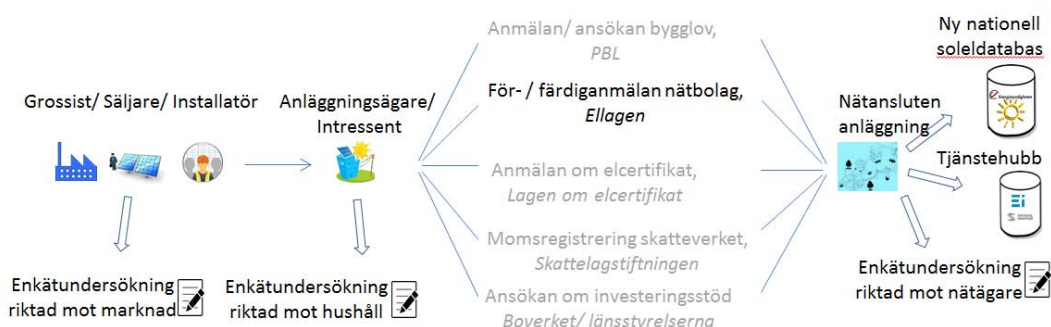 Grossist/ Säljare/ Installatör
Anläggningsägare/
Intressent
Anmälan/ ansökan bygglov,
PBL
För- / färdiganmälan nätbolag,
Ellagen
Anmälan om elcertifikat,
Lagen om elcertifikat
Momsregistrering skatteverket,
Skattelagstiftningen
Ansökan om investeringsstöd
Boverket/ länsstyrelserna
Nätansluten
anläggning
Ny nationell
soleldatabas
Energimyndigheten
Tjänstehubb
Ei
Enkätundersökning
riktad mot marknad
Enkätundersökning
riktad mot hushåll
Enkätundersökning
riktad mot nätägare